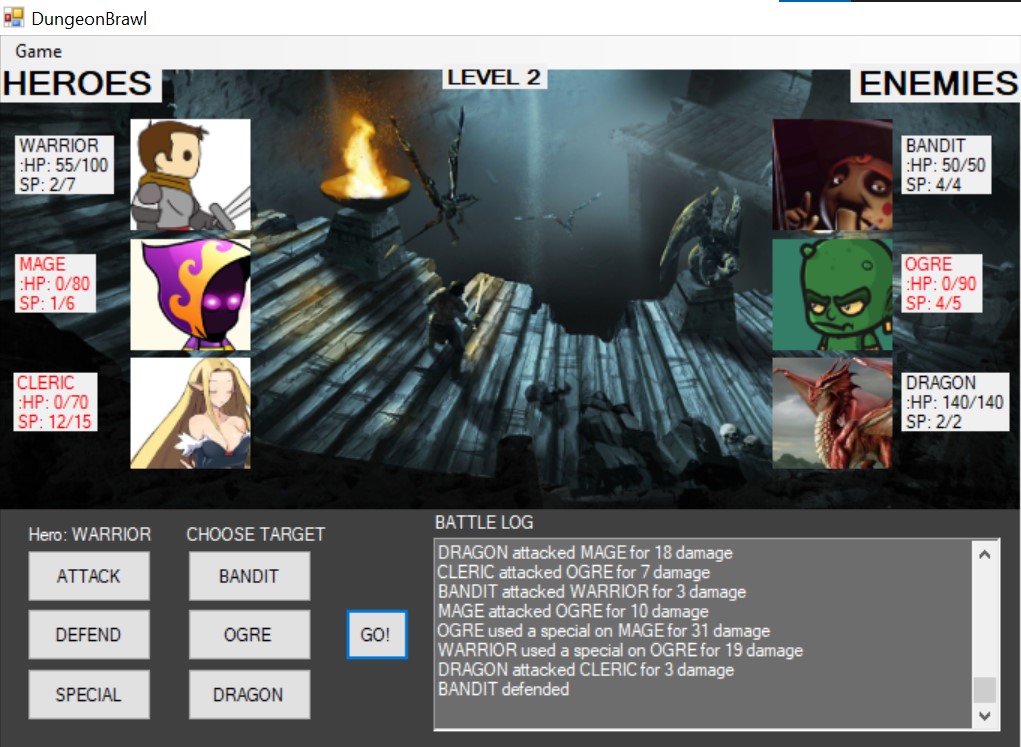 DungeonBrawl
Game
HEROES
LEVEL 2
ENEMIES
WARRIOR
:HP: 55/100
SP: 2/7
BANDIT
:HP: 50/50
SP: 4/4
MAGE
:HP: 0/80
SP: 1/6
OGRE
:HP: 0/90
SP: 4/5
CLERIC
:HP: 0/70
SP: 12/15
DRAGON
:HP: 140/140
SP: 2/2
Hero: WARRIOR
CHOOSE TARGET
ATTACK
BANDIT
DEFEND
OGRE
GO!
SPECIAL
DRAGON
BATTLE LOG
DRAGON attacked MAGE for 18 damage
CLERIC attacked OGRE for 7 damage
BANDIT attacked WARRIOR for 3 damage
MAGE attacked OGRE for 10 damage
OGRE used a special on MAGE for 31 damage
WARRIOR used a special on OGRE for 19 damage
DRAGON attacked CLERIC for 3 damage
BANDIT defended